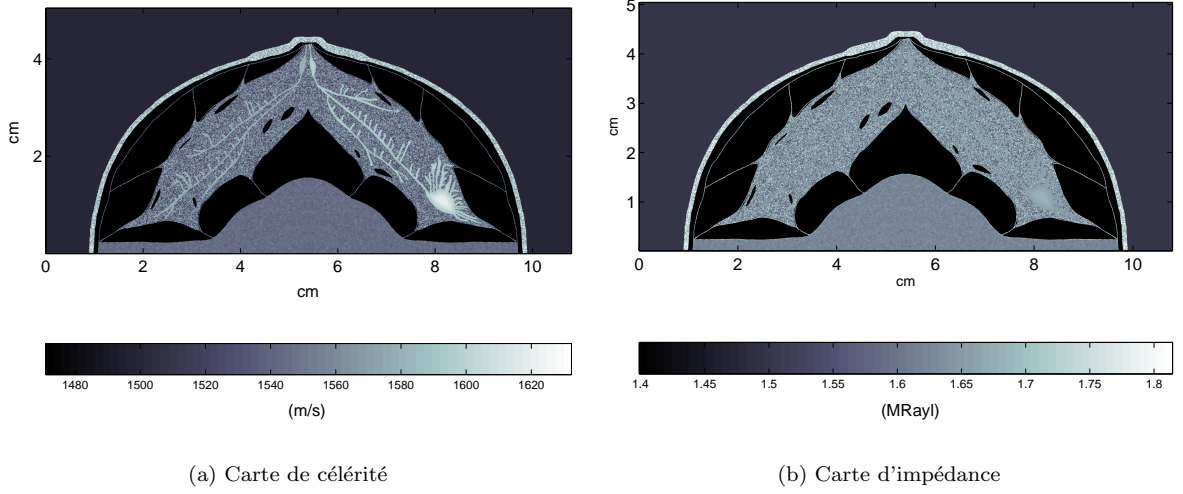 4
2
cm
0 2 4 6 8 10
cm
1480 1500 1520 1540 1560 1580 1600 1620
(m/s)
(a) Carte de célérité
5
4
3
2
1
cm
0 2 4 6 8 10
cm
1.4 1.45 1.5 1.55 1.6 1.65 1.7 1.75 1.8
(MRayl)
(b) Carte d'impédance